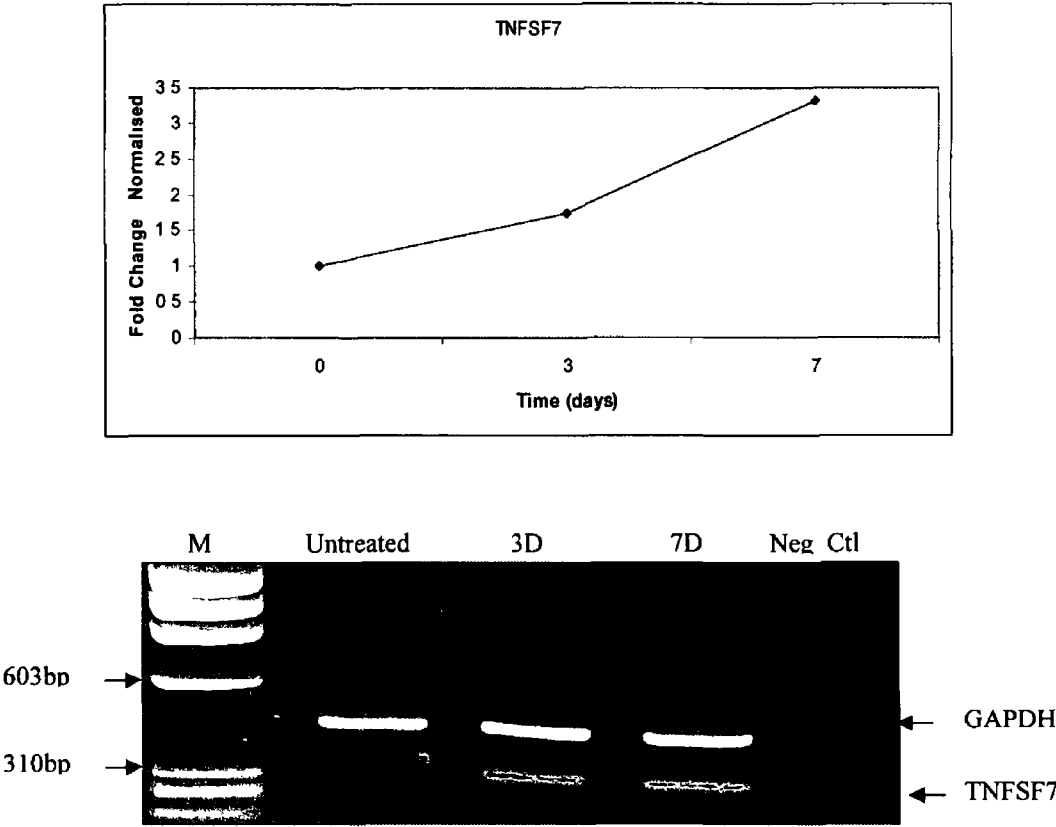 TNFSF7
Fold Change Normalised
3 5
3
2 5
2
1.5
1
0 5
0
0 3 7
Time (days)
M Untreated 3D 7D Neg Ctl
603bp
GAPDH
310bp
TNFSF7